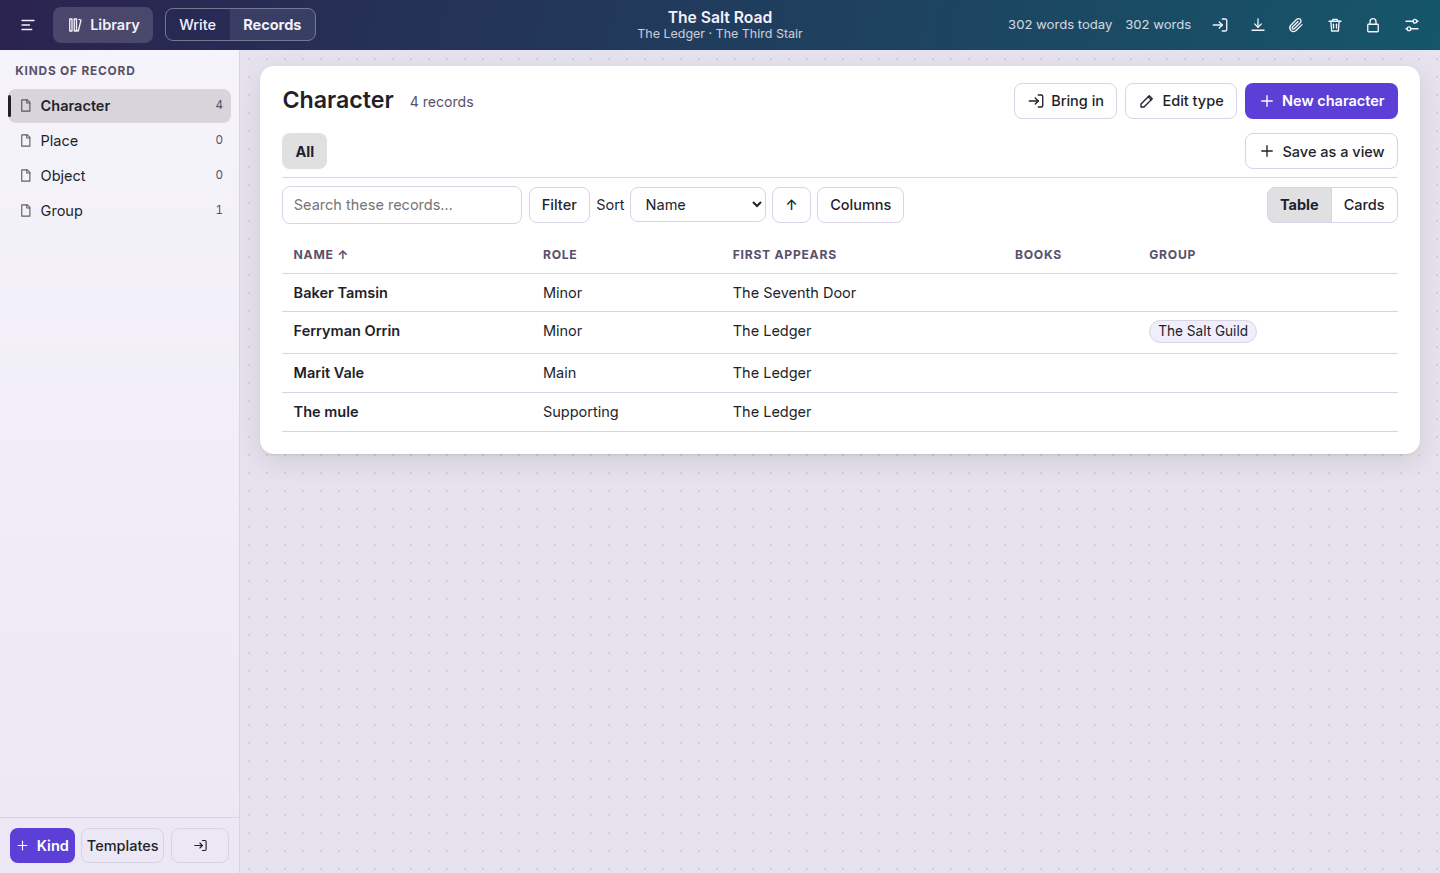 Library
Write
Records
The Salt Road
The Ledger · The Third Stair
302 words today
302 words
KINDS OF RECORD
Character 4
Place 0
Object 0
Group 1
Kind
Templates
Character
4 records
Bring in
Edit type
New character
All
Save as a view
Search these records...
Filter
Sort
Name
↑
Columns
Table
Cards
NAME ↑ ROLE FIRST APPEARS BOOKS GROUP
Baker Tamsin Minor The Seventh Door
Ferryman Orrin Minor The Ledger The Salt Guild
Marit Vale Main The Ledger
The mule Supporting The Ledger